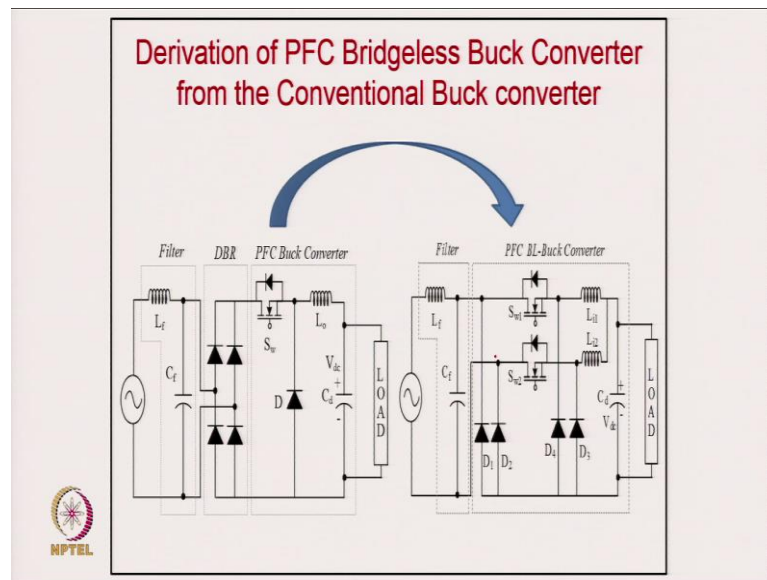 Derivation of PFC Bridgeless Buck Converter
from the Conventional Buck converter
Filter DBR PFC Buck Converter
Filter PFC BL-Buck Converter
Lf
Cf
Sw
D
Lo
Vdc
+
Cd
-
LOAD
Lf
Cf
Sw1
Sw2
Li1
Li2
D1 D2
D4 D3
+
Cd
-
Vdc
LOAD
NPTEL